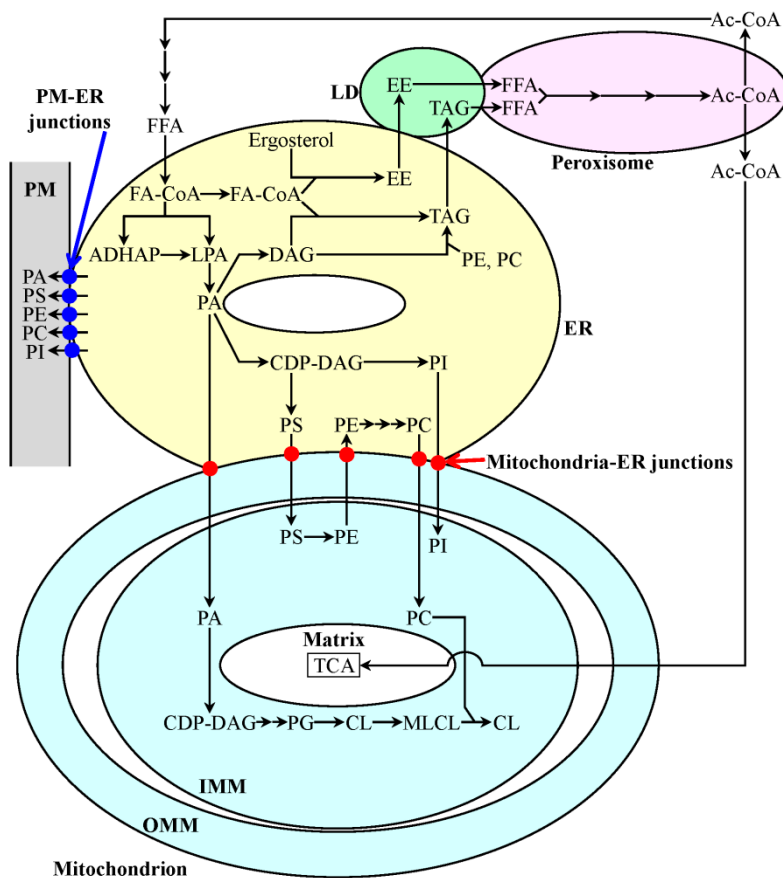 Ac-CoA
EE
FFA
LD
ER
TAG
FFA
Ac-CoA
PM-ER
junctions
FFA
Ergosterol
Peroxisome
Ac-CoA
PM
EE
FA-CoA
FA-CoA
TAG
ADHAP
LPA
DAG
PE, PC
PA
PS
PE
PC
PI
PA
ER
CDP-DAG
PI
PS
PE
PC
Mitochondria-ER junctions
PS
PE
PI
PA
PC
Matrix
TCA
CDP-DAG
PG
CL
MLCL
CL
IMM
OMM
Mitochondrion